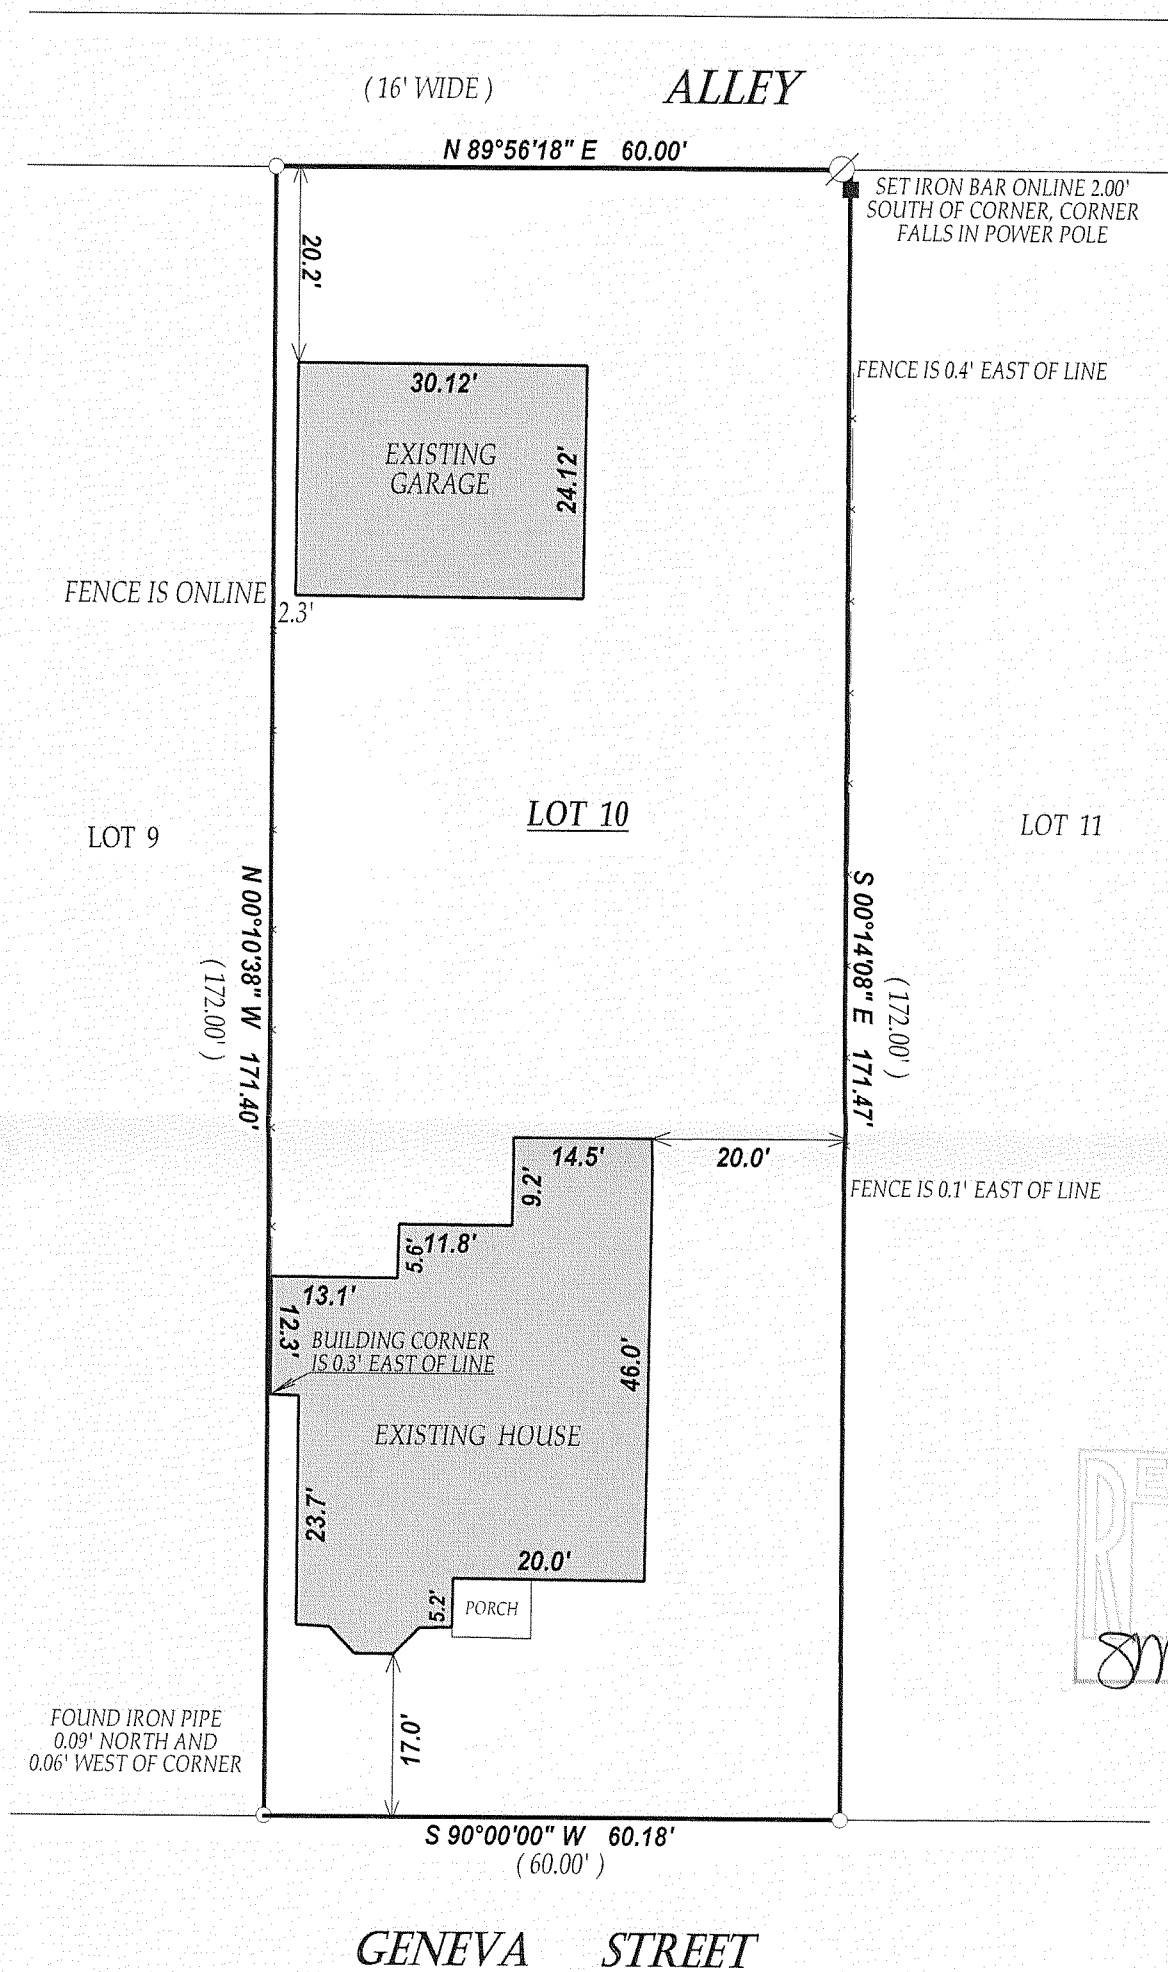 ( 16' WIDE ) ALLEY
N 89°56'18" E 60.00'
SET IRON BAR ONLINE 2.00'
SOUTH OF CORNER, CORNER
FALLS IN POWER POLE
20.2'
FENCE IS 0.4' EAST OF LINE
30.12'
EXISTING
GARAGE
24.12'
FENCE IS ONLINE
2.3'
LOT 9
LOT 10
LOT 11
N 00°10'38" W 171.40'
( 172.00' )
S 00°14'08" E 171.47'
( 172.00' )
14.5'
20.0'
9.2'
FENCE IS 0.1' EAST OF LINE
11.8'
5.6'
13.1'
12.3'
BUILDING CORNER
IS 0.3' EAST OF LINE
46.0'
EXISTING HOUSE
23.7'
20.0'
5.2'
PORCH
17.0'
FOUND IRON PIPE
0.09' NORTH AND
0.06' WEST OF CORNER
S 90°00'00" W 60.18'
( 60.00' )
GENEVA STREET